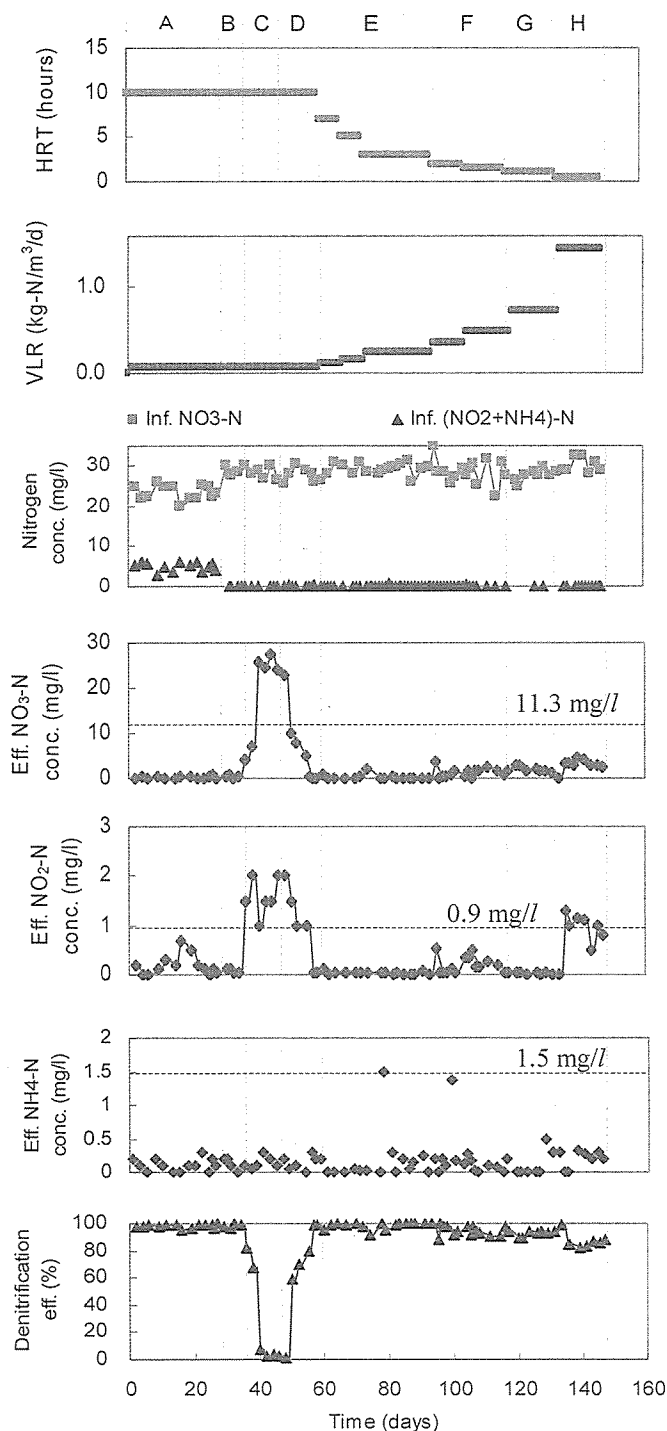 A B C D E F G H
15
10
5
0
HRT (hours)
1.0
0.0
VLR (kg-N/m³/d)
Inf. NO3-N
Inf. (NO2+NH4)-N
30
20
10
0
Nitrogen
conc. (mg/l)
30
20
10
0
Eff. NO₃-N
conc. (mg/l)
11.3 mg/l
3
2
1
0
Eff. NO₂-N
conc. (mg/l)
0.9 mg/l
2
1.5
1
0.5
0
Eff. NH4-N
conc. (mg/l)
1.5 mg/l
100
80
60
40
20
0
Denitrification
eff. (%)
0 20 40 60 80 100 120 140 160
Time (days)